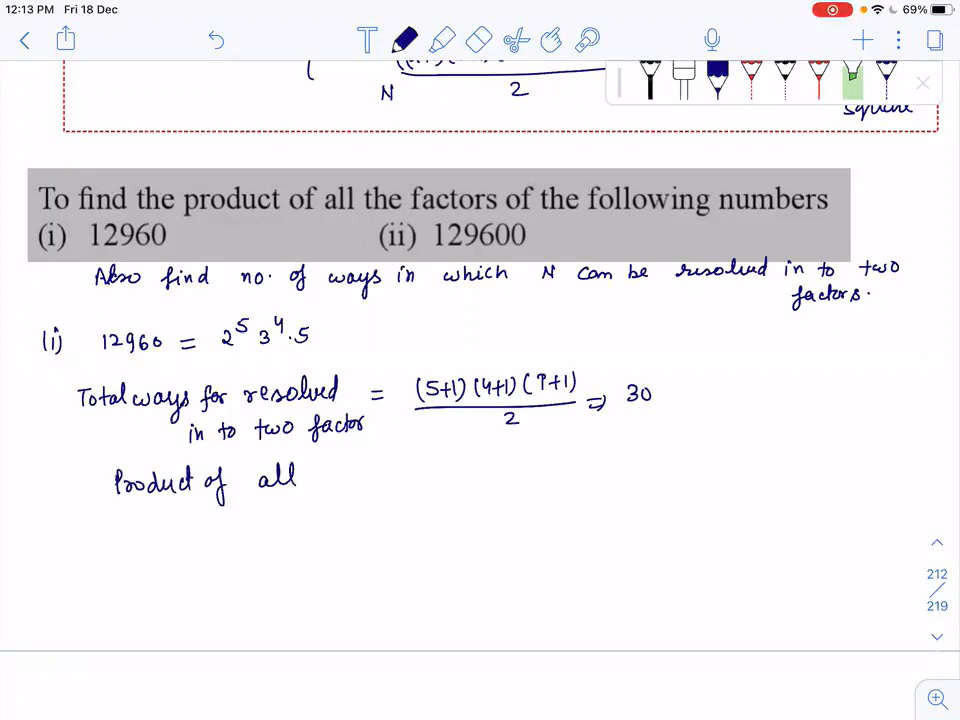 12:13 PM Fri 18 Dec 69%
N 2
square
To find the product of all the factors of the following numbers
(i) 12960 (ii) 129600
Also find no. of ways in which N can be resolved in to two
factors.
(i) 12960 = 2^5 3^4 . 5
Total ways for resolved = (5+1)(4+1)(1+1) / 2 => 30
in to two factor
Product of all
212
/
219